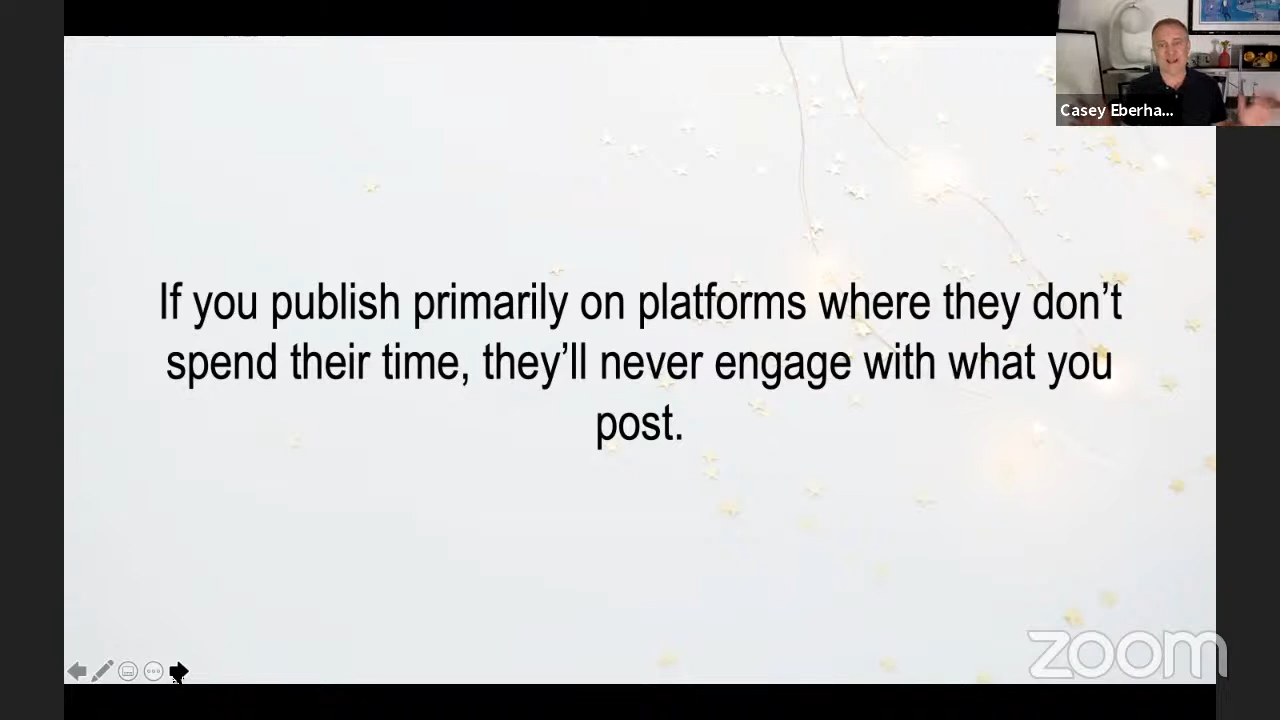 Casey Eberha...
If you publish primarily on platforms where they don’t
spend their time, they’ll never engage with what you
post.
zoom